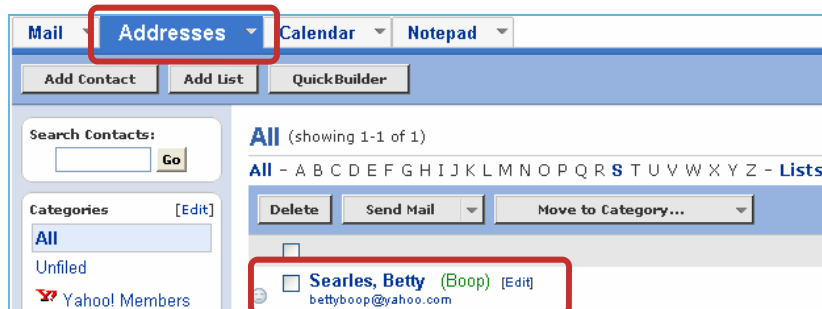 Mail Addresses Calendar Notepad
Add Contact Add List QuickBuilder
Search Contacts:
Go
Categories [Edit]
All
Unfiled
Y! Yahoo! Members
All (showing 1-1 of 1)
All - A B C D E F G H I J K L M N O P Q R S T U V W X Y Z - Lists
Delete Send Mail Move to Category...
Searles, Betty (Boop) [Edit]
bettyboop@yahoo.com